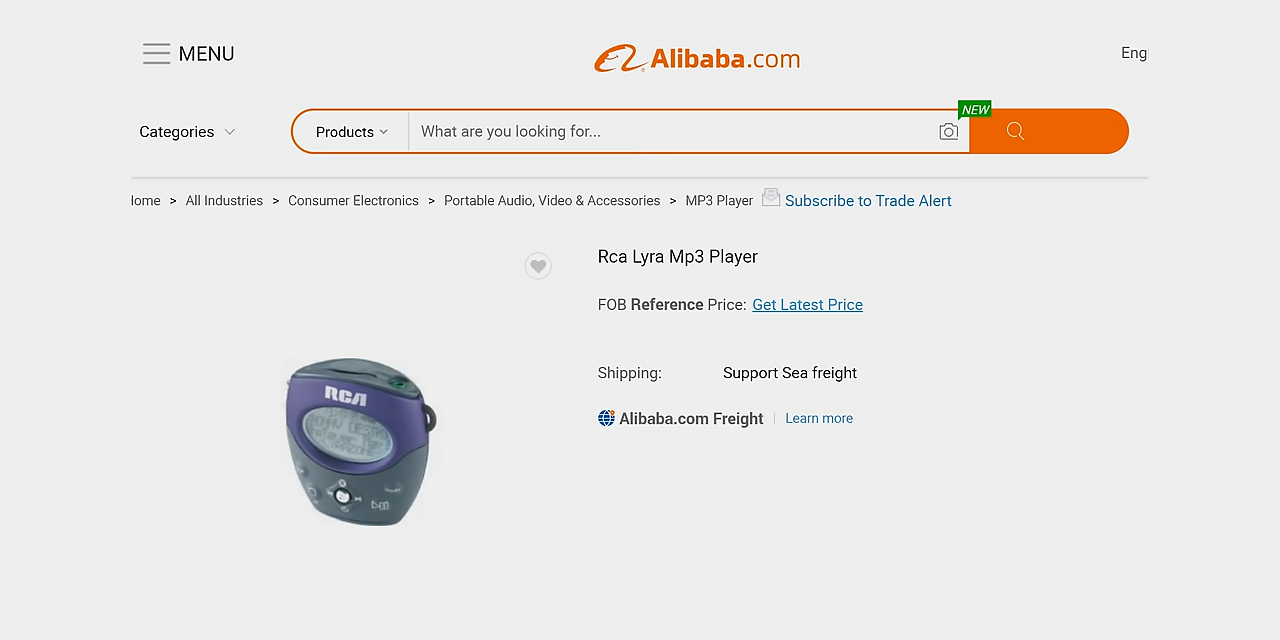 MENU
Alibaba.com
Eng
NEW
Categories
Products
What are you looking for...
lome > All Industries > Consumer Electronics > Portable Audio, Video & Accessories > MP3 Player Subscribe to Trade Alert
Rca Lyra Mp3 Player
FOB Reference Price: Get Latest Price
RCA
Shipping: Support Sea freight
Alibaba.com Freight | Learn more